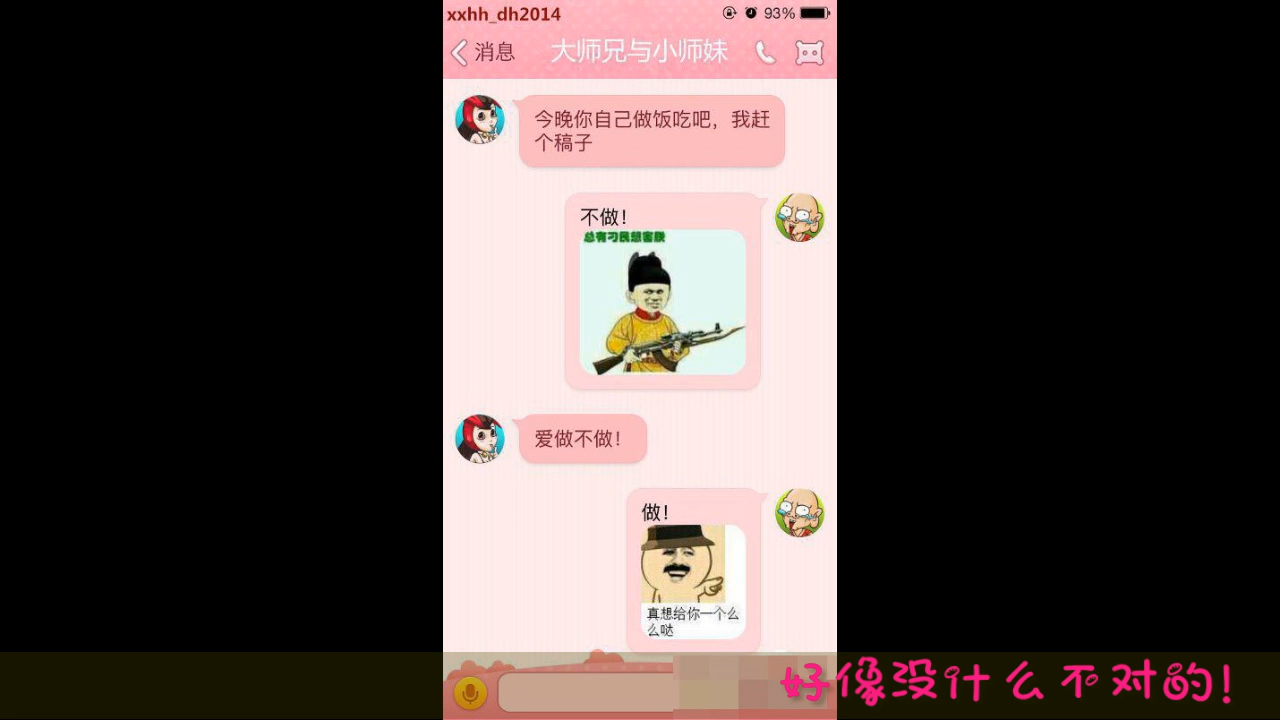 xxhh_dh2014
93%
消息
大师兄与小师妹
今晚你自己做饭吃吧，我赶
个稿子
不做！
总有刁民想害朕
爱做不做！
做！
真想给你一个么
么哒
好像没什么不对的！